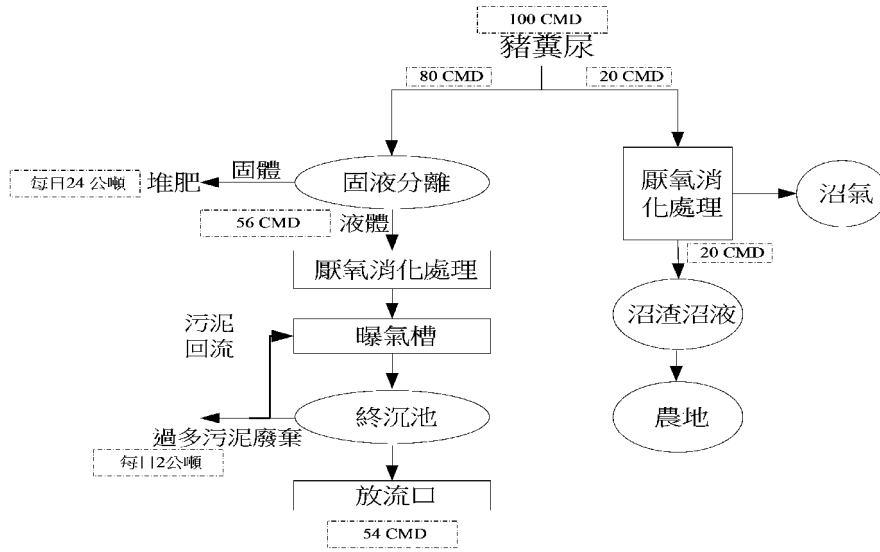 100 CMD
豬糞尿
80 CMD
20 CMD
每日24 公噸
堆肥
固體
固液分離
56 CMD
液體
厭氧消化處理
污泥
回流
曝氣槽
終沉池
過多污泥廢棄
每日2公噸
放流口
54 CMD
厭氧消
化處理
沼氣
20 CMD
沼渣沼液
農地